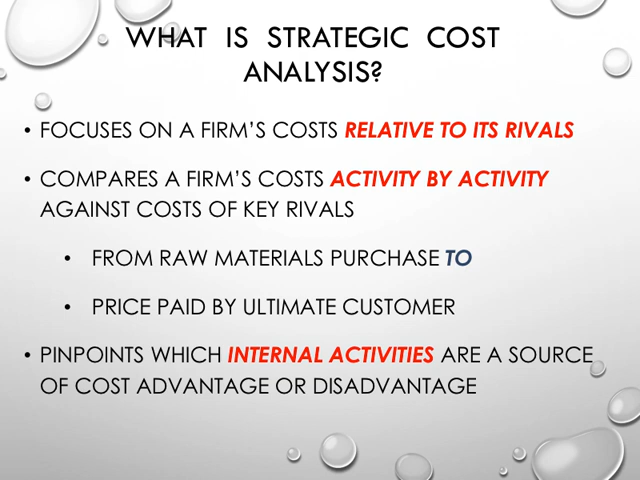 WHAT IS STRATEGIC COST
ANALYSIS?
• FOCUSES ON A FIRM'S COSTS RELATIVE TO ITS RIVALS
• COMPARES A FIRM'S COSTS ACTIVITY BY ACTIVITY
AGAINST COSTS OF KEY RIVALS
• FROM RAW MATERIALS PURCHASE TO
• PRICE PAID BY ULTIMATE CUSTOMER
• PINPOINTS WHICH INTERNAL ACTIVITIES ARE A SOURCE
OF COST ADVANTAGE OR DISADVANTAGE